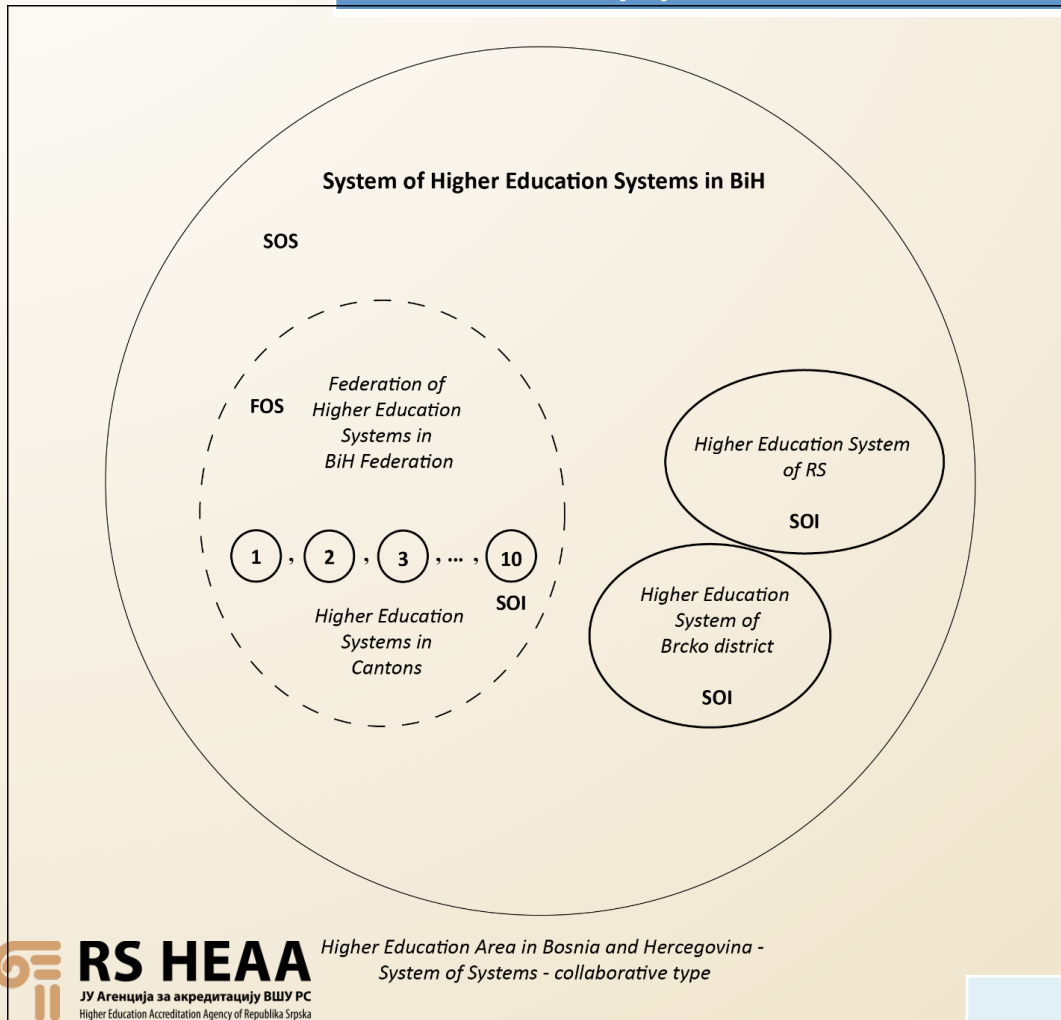 System of Higher Education Systems in BiH
SOS
FOS
Federation of
Higher Education
Systems in
BiH Federation
1 , 2 , 3 , ... , 10
SOI
Higher Education
Systems in
Cantons
Higher Education System
of RS
SOI
Higher Education
System of
Brcko district
SOI
Higher Education Area in Bosnia and Hercegovina -
System of Systems - collaborative type
RS HEAA
ЈУ Агенција за акредитацију ВШУ РС
Higher Education Accreditation Agency of Republika Srpska